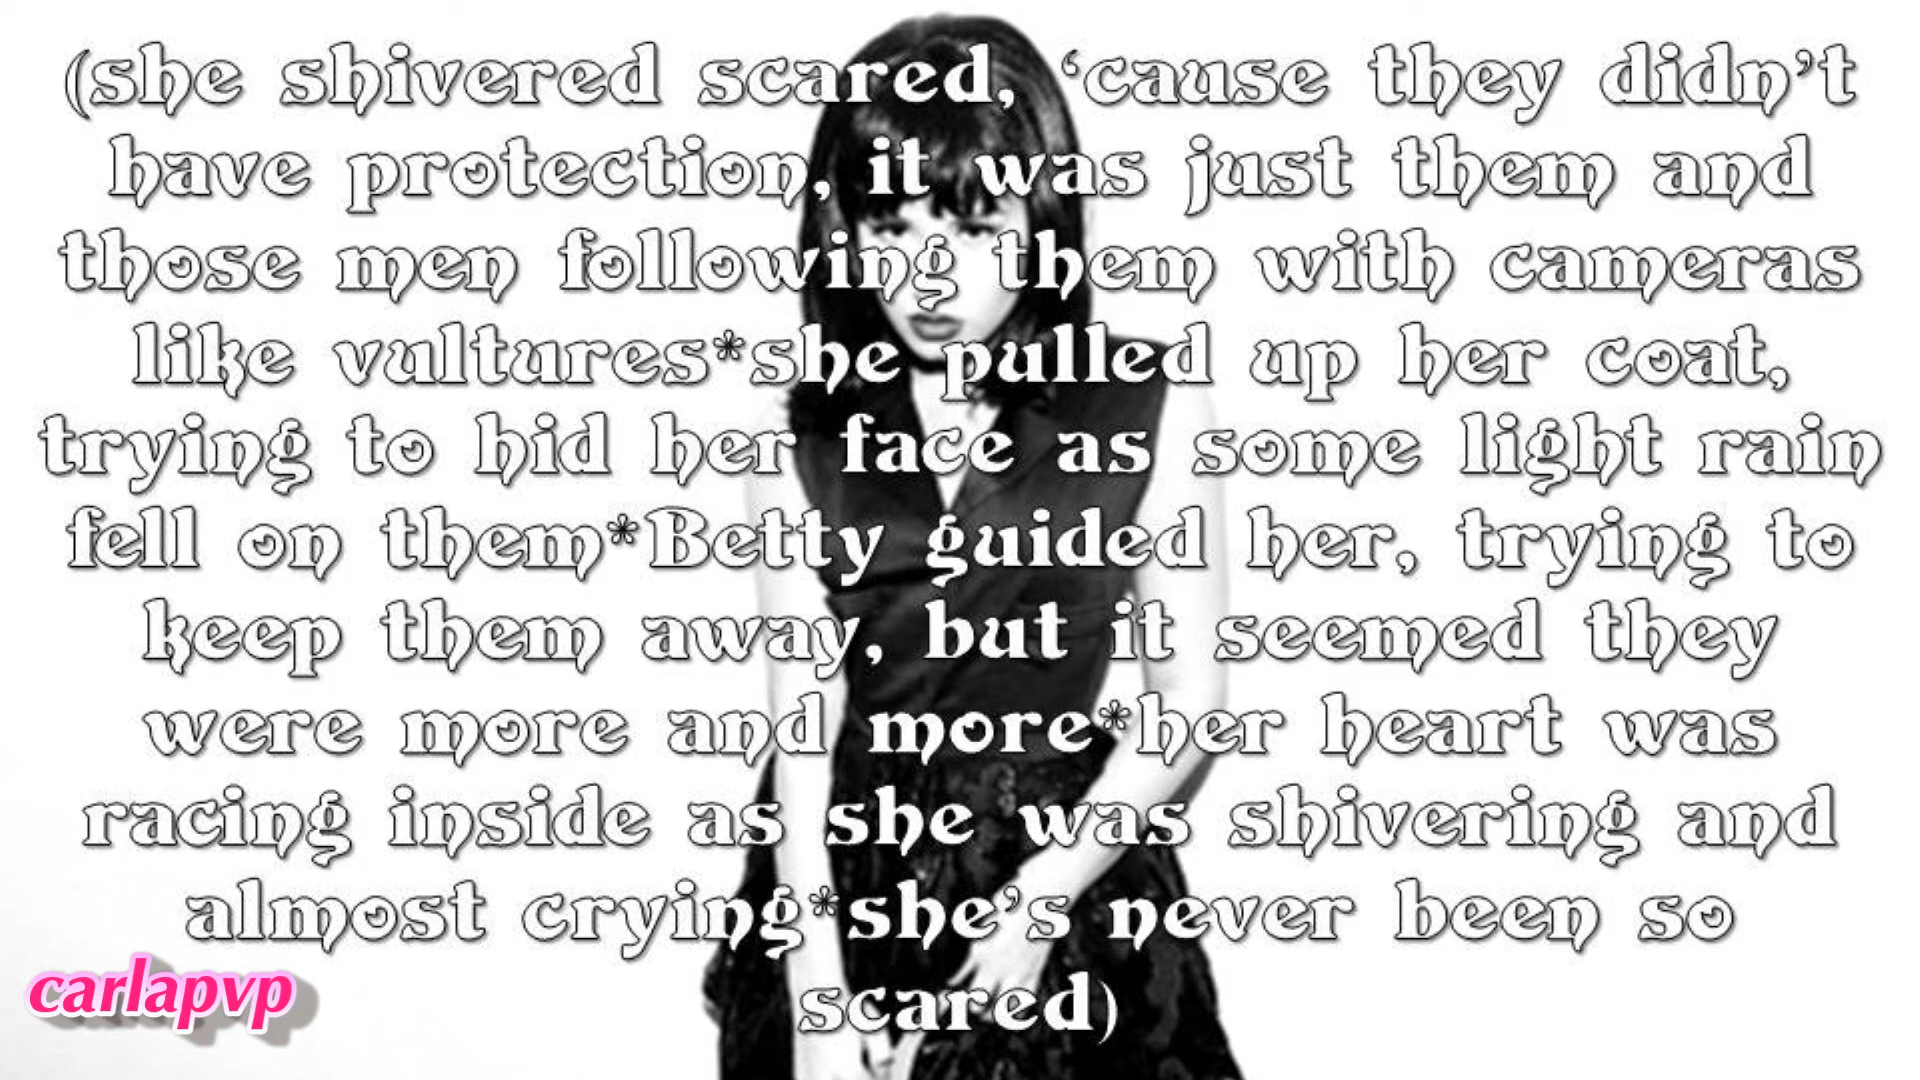 (she shivered scared, ‘cause they didn’t
have protection, it was just them and
those men following them with cameras
like vultures*she pulled up her coat,
trying to hid her face as some light rain
fell on them*Betty guided her, trying to
keep them away, but it seemed they
were more and more*her heart was
racing inside as she was shivering and
almost crying*she’s never been so
scared)
carlapvp